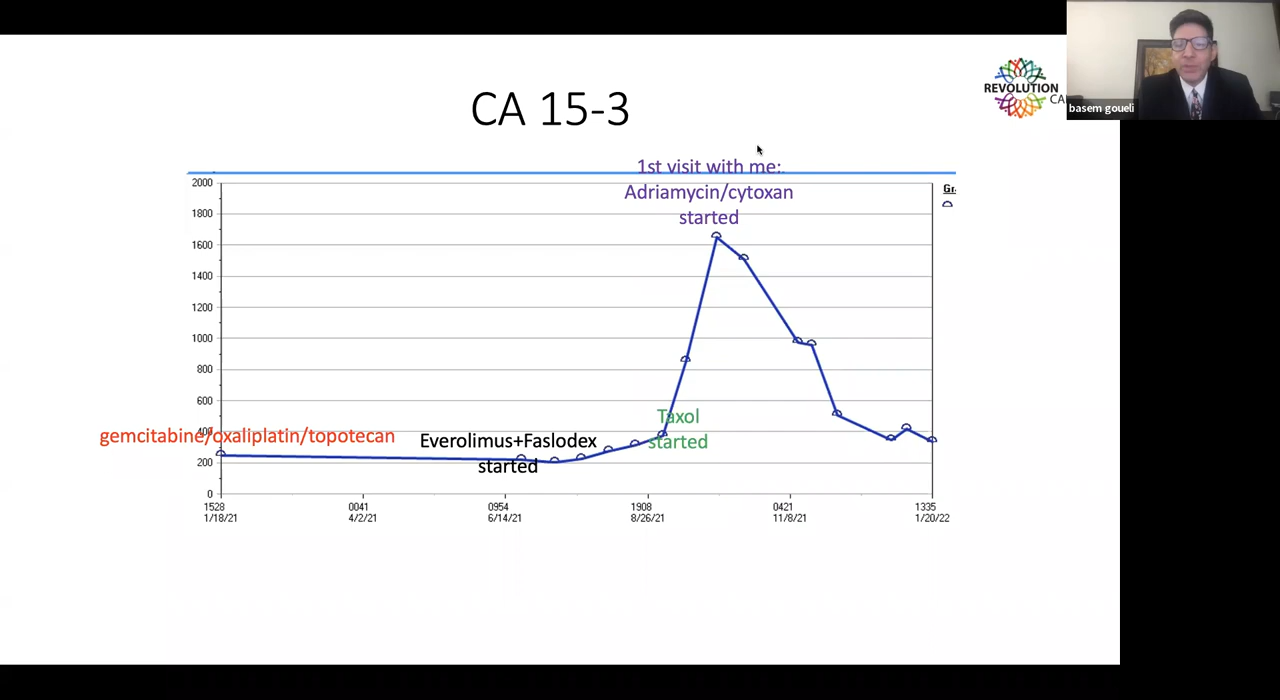 CA 15-3
REVOLUTION
CA
basem goueli
1st visit with me:
Adriamycin/cytoxan
started
2000
1800
1600
1400
1200
1000
800
600
400
200
0
Taxol
started
gemcitabine/oxaliplatin/topotecan
Everolimus+Faslodex
started
1528
1/18/21
0041
4/2/21
0954
6/14/21
1908
8/26/21
0421
11/8/21
1335
1/20/22